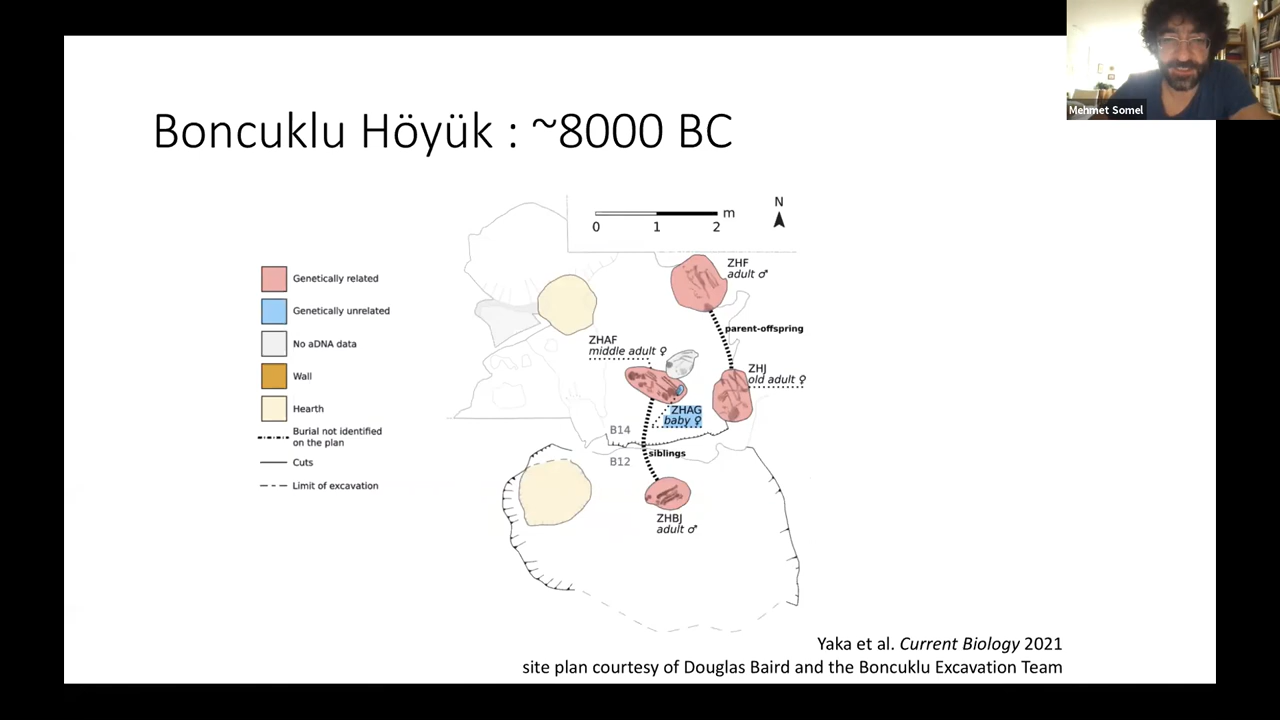 Mehmet Somel
Boncuklu Höyük : ~8000 BC
m
0
1
2
N
Genetically related
Genetically unrelated
No aDNA data
Wall
Hearth
Burial not identified
on the plan
Cuts
Limit of excavation
ZHF
adult ♂
parent-offspring
ZHAF
middle adult ♀
ZHJ
old adult ♀
ZHAG
baby ♀
B14
B12
siblings
ZHBJ
adult ♂
Yaka et al. Current Biology 2021
site plan courtesy of Douglas Baird and the Boncuklu Excavation Team